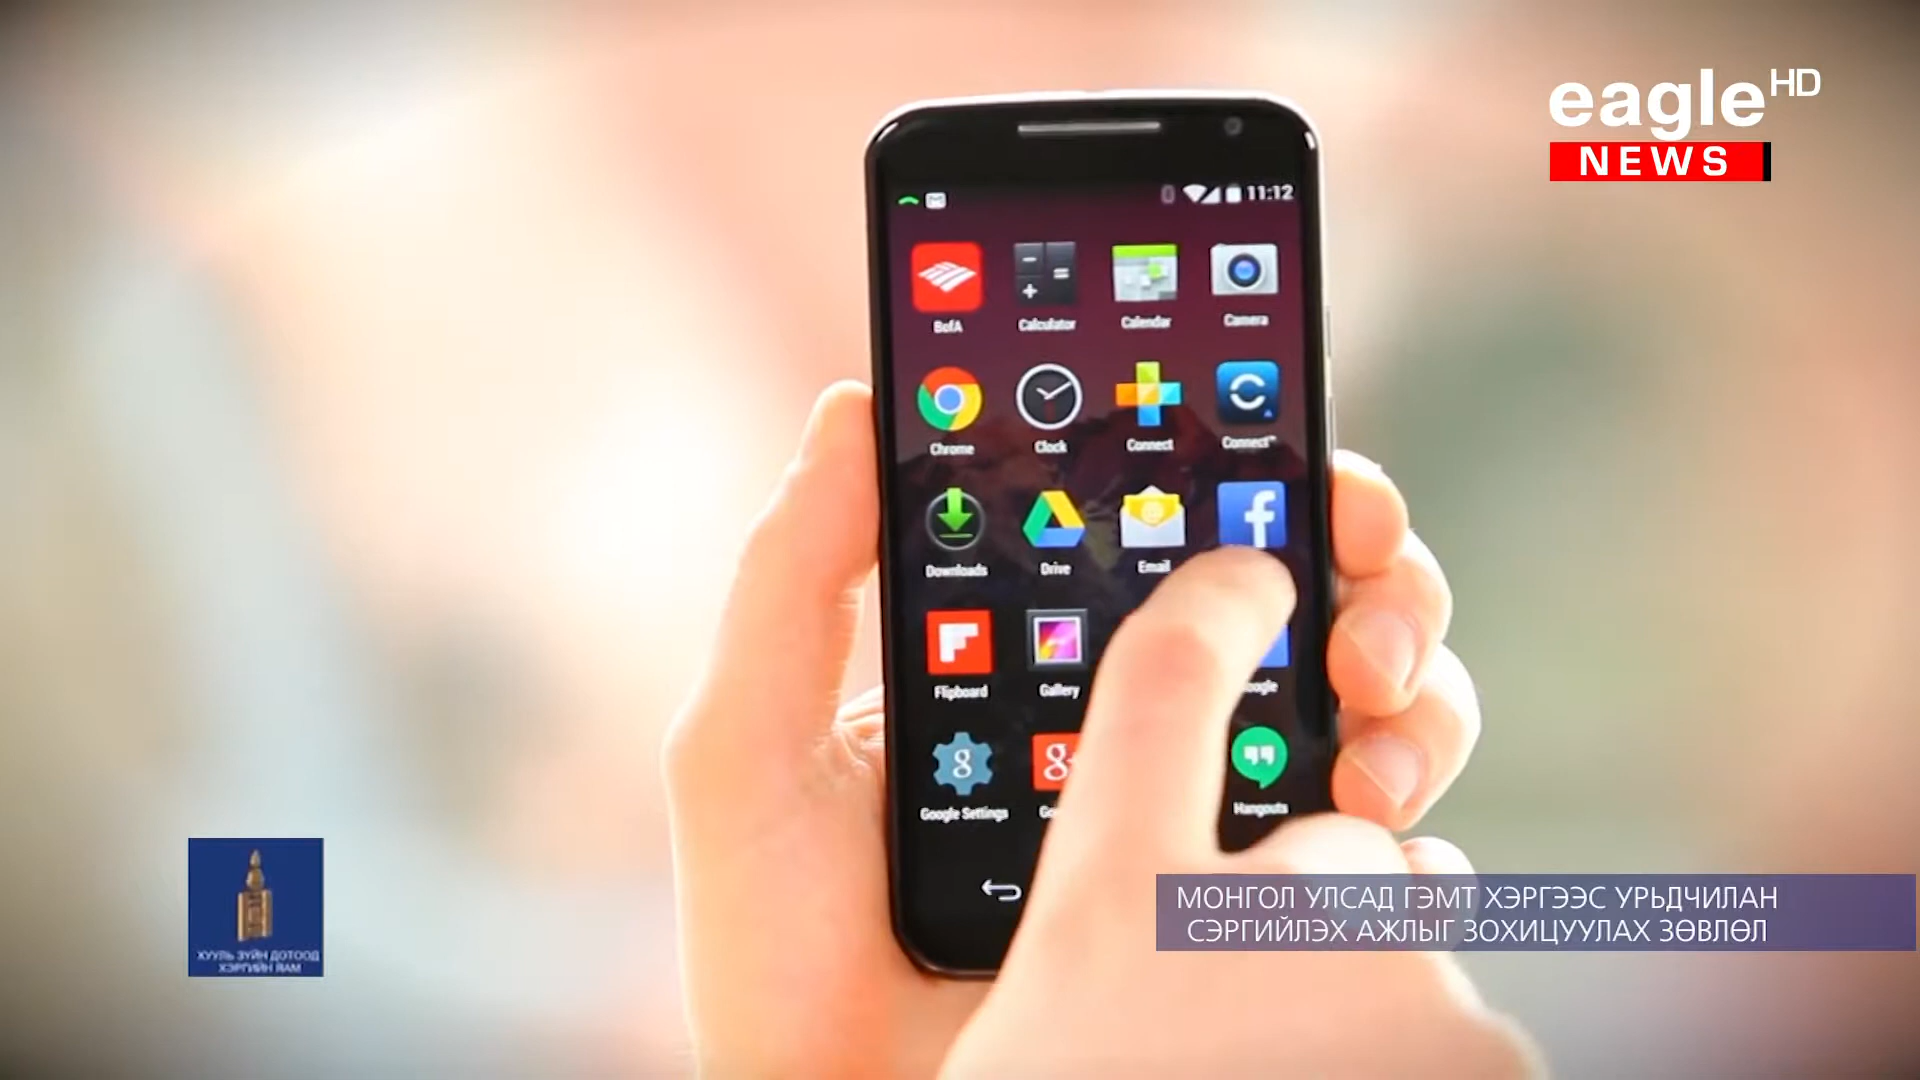 eagle HD
NEWS
11:12
BofA
Calculator
Calendar
Camera
Chrome
Clock
Connect
Connect™
Downloads
Drive
Email
Flipboard
Gallery
Google Settings
Hangouts
МОНГОЛ УЛСАД ГЭМТ ХЭРГЭЭС УРЬДЧИЛАН
СЭРГИЙЛЭХ АЖЛЫГ ЗОХИЦУУЛАХ ЗӨВЛӨЛ
ХУУЛЬ ЗҮЙН ДОТООД
ХЭРГИЙН ЯАМ